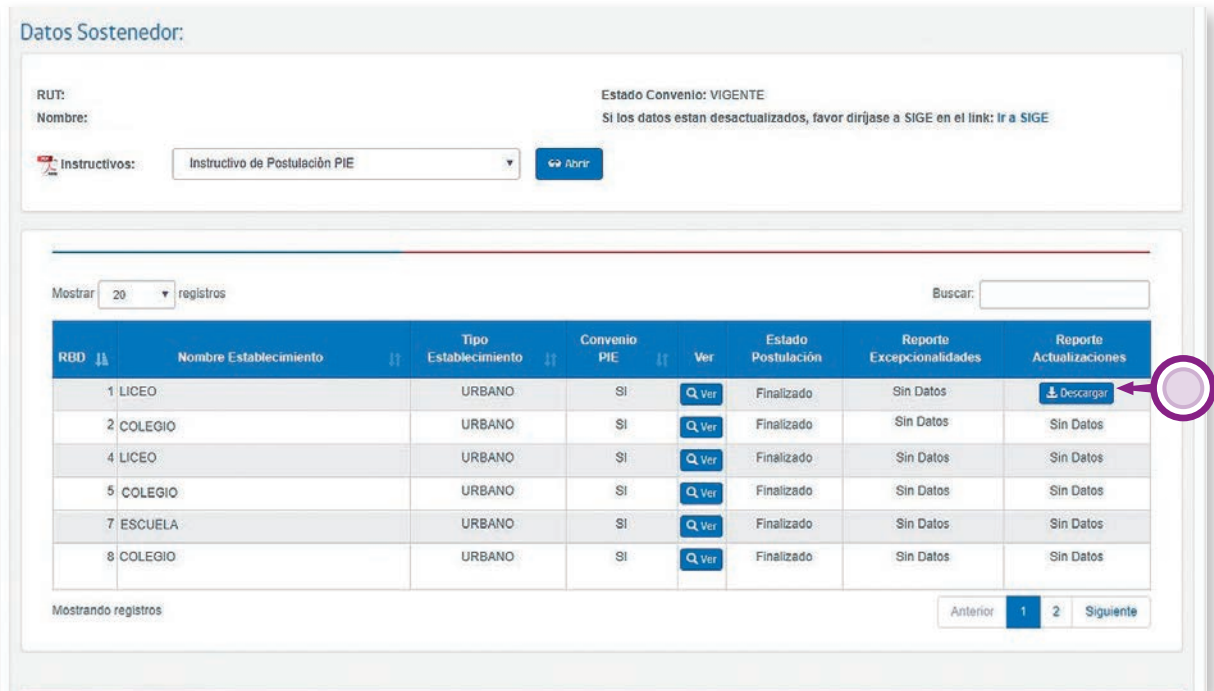 Datos Sostenedor:
RUT:
Estado Convenio: VIGENTE
Nombre:
Si los datos estan desactualizados, favor diríjase a SIGE en el link: Ir a SIGE
PDF Instructivos: Instructivo de Postulación PIE Abrir
Mostrar 20 registros Buscar:
RBD Nombre Establecimiento Tipo Establecimiento Convenio PIE Ver Estado Postulación Reporte Excepcionalidades Reporte Actualizaciones
1 LICEO URBANO SI Ver Finalizado Sin Datos Descargar
2 COLEGIO URBANO SI Ver Finalizado Sin Datos Sin Datos
4 LICEO URBANO SI Ver Finalizado Sin Datos Sin Datos
5 COLEGIO URBANO SI Ver Finalizado Sin Datos Sin Datos
7 ESCUELA URBANO SI Ver Finalizado Sin Datos Sin Datos
8 COLEGIO URBANO SI Ver Finalizado Sin Datos Sin Datos
Mostrando registros Anterior 1 2 Siguiente